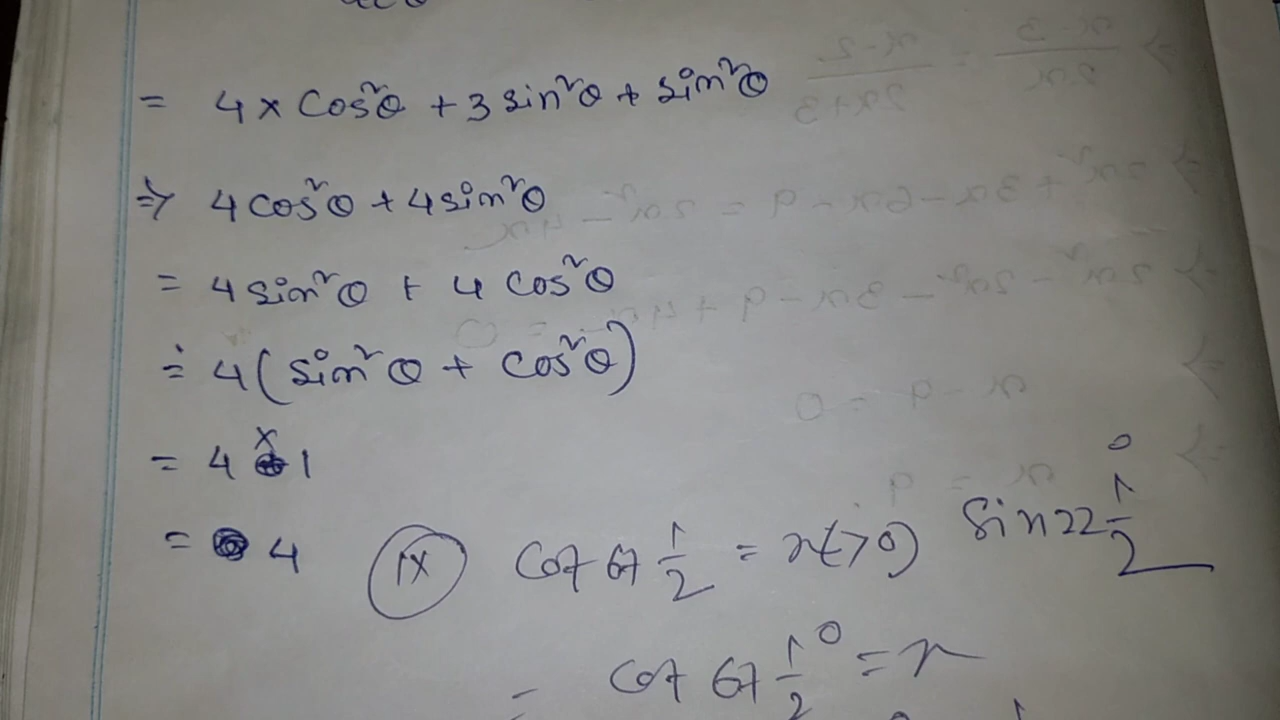 = 4 × cos²θ + 3 sin²θ + sin²θ
⇒ 4 cos²θ + 4 sin²θ
= 4 sin²θ + 4 cos²θ
= 4 (sin²θ + cos²θ)
= 4 × 1
= 4
(ix) cot 67 1/2 = x(>0) sin 22 1/2°
= cot 67 1/2° = x